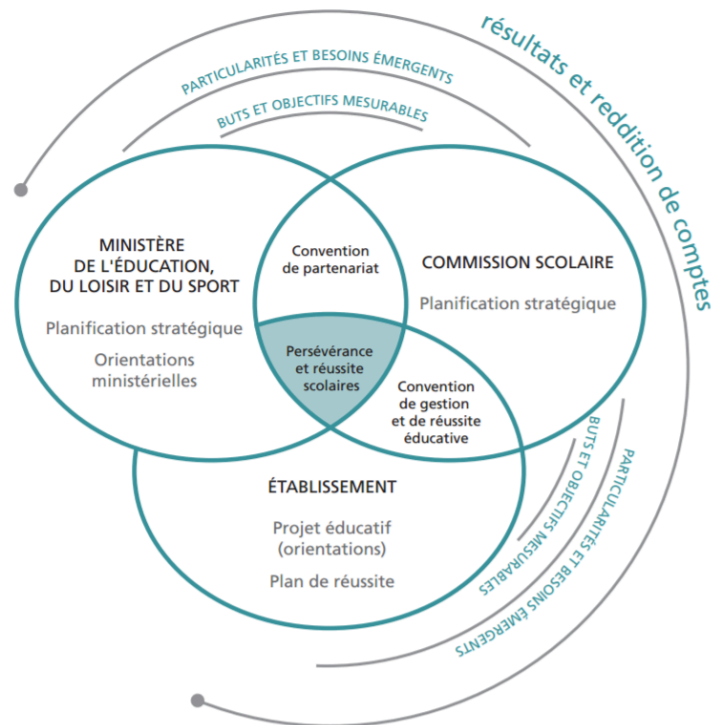 résultats et reddition de comptes
PARTICULARITÉS ET BESOINS ÉMERGENTS
BUTS ET OBJECTIFS MESURABLES
MINISTÈRE
DE L'ÉDUCATION,
DU LOISIR ET DU SPORT
Planification stratégique
Orientations
ministérielles
Convention
de partenariat
COMMISSION SCOLAIRE
Planification stratégique
Persévérance
et réussite
scolaires
Convention
de gestion
et de réussite
éducative
ÉTABLISSEMENT
Projet éducatif
(orientations)
Plan de réussite
BUTS ET OBJECTIFS MESURABLES
PARTICULARITÉS ET BESOINS ÉMERGENTS